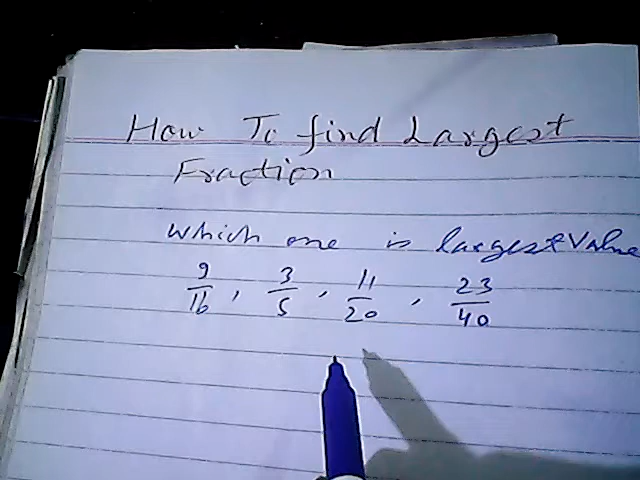 How To find Largest
Fraction
which one is largest Value
9/16, 3/5, 11/20, 23/40